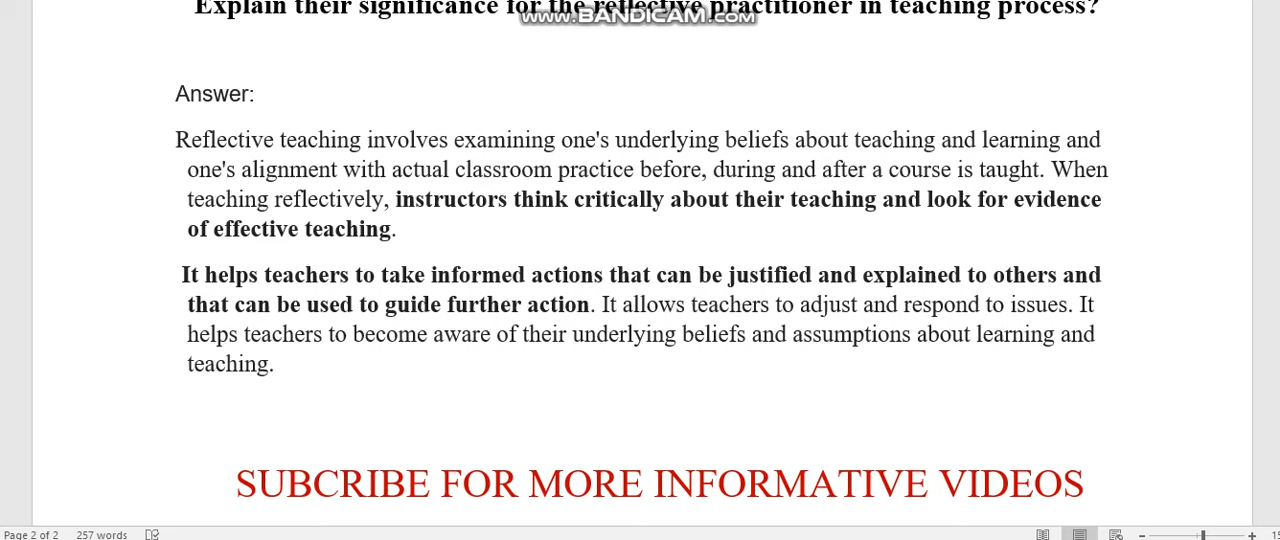 Explain their significance for the reflective practitioner in teaching process?
www.BANDICAM.com
Answer:
Reflective teaching involves examining one's underlying beliefs about teaching and learning and
one's alignment with actual classroom practice before, during and after a course is taught. When
teaching reflectively, instructors think critically about their teaching and look for evidence
of effective teaching.
It helps teachers to take informed actions that can be justified and explained to others and
that can be used to guide further action. It allows teachers to adjust and respond to issues. It
helps teachers to become aware of their underlying beliefs and assumptions about learning and
teaching.
SUBCRIBE FOR MORE INFORMATIVE VIDEOS
Page 2 of 2 257 words